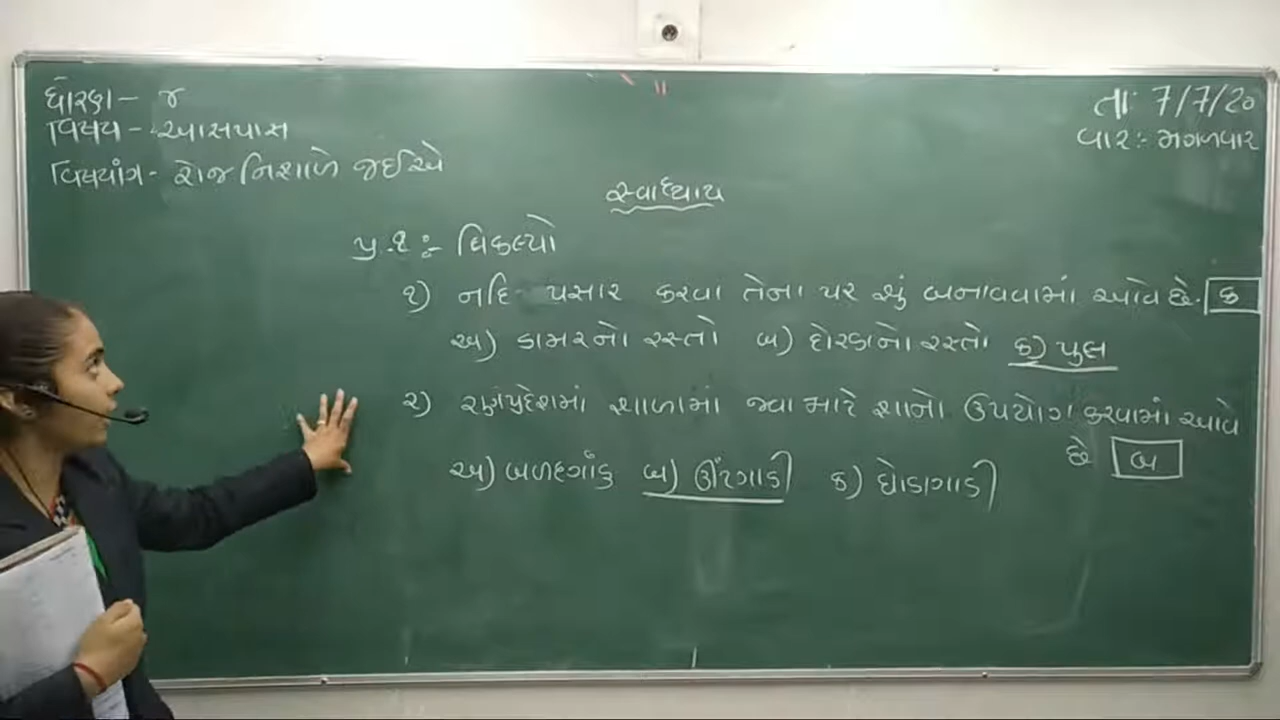 ધોરણ - ૪
વિષય - આસપાસ
વિષયાંગ - રોજ નિશાળે જઈએ
તા: 7/7/20
વાર:- મગળવાર
સ્વાધ્યાય
પ્ર.૧:- વિકલ્પો
૧) નદિ પસાર કરવા તેના પર શું બનાવવામાં આવે છે. ક
અ) ડામરનો રસ્તો બ) દોરડાનો રસ્તો ક) પુલ
૨) રણપ્રદેશમાં શાળામાં જવા માટે શાનો ઉપયોગ કરવામાં આવે
છે બ
અ) બળદગાડુ બ) ઊંટગાડી ક) ઘોડાગાડી